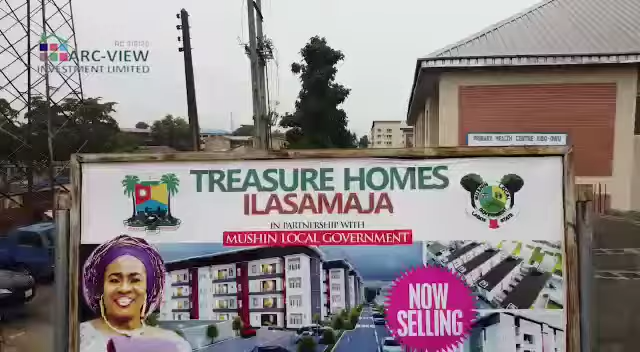 ARC-VIEW
INVESTMENT LIMITED
PRIMARY HEALTH CENTRE
TREASURE HOMES
ILASAMAJA
IN PARTNERSHIP WITH
MUSHIN LOCAL GOVERNMENT
NOW
SELLING